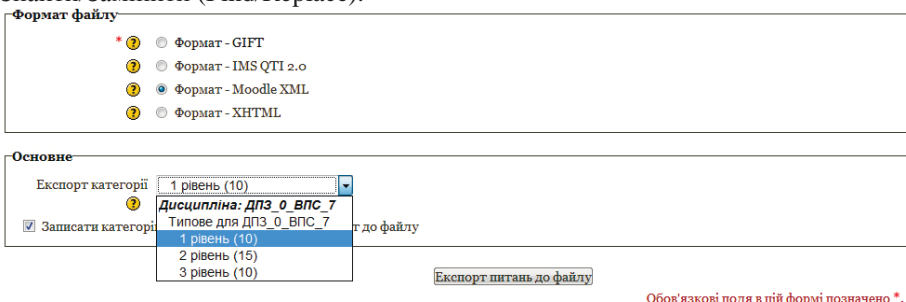 Формат файлу
* Формат - GIFT
Формат - IMS QTI 2.0
Формат - Moodle XML
Формат - XHTML
Основне
Експорт категорії 1 рівень (10)
Дисципліна: ДПЗ_0_ВПС_7
Типове для ДПЗ_0_ВПС_7
Записати категорі т до файлу
1 рівень (10)
2 рівень (15)
3 рівень (10)
Експорт питань до файлу
Обов'язкові поля в цій формі позначено *.